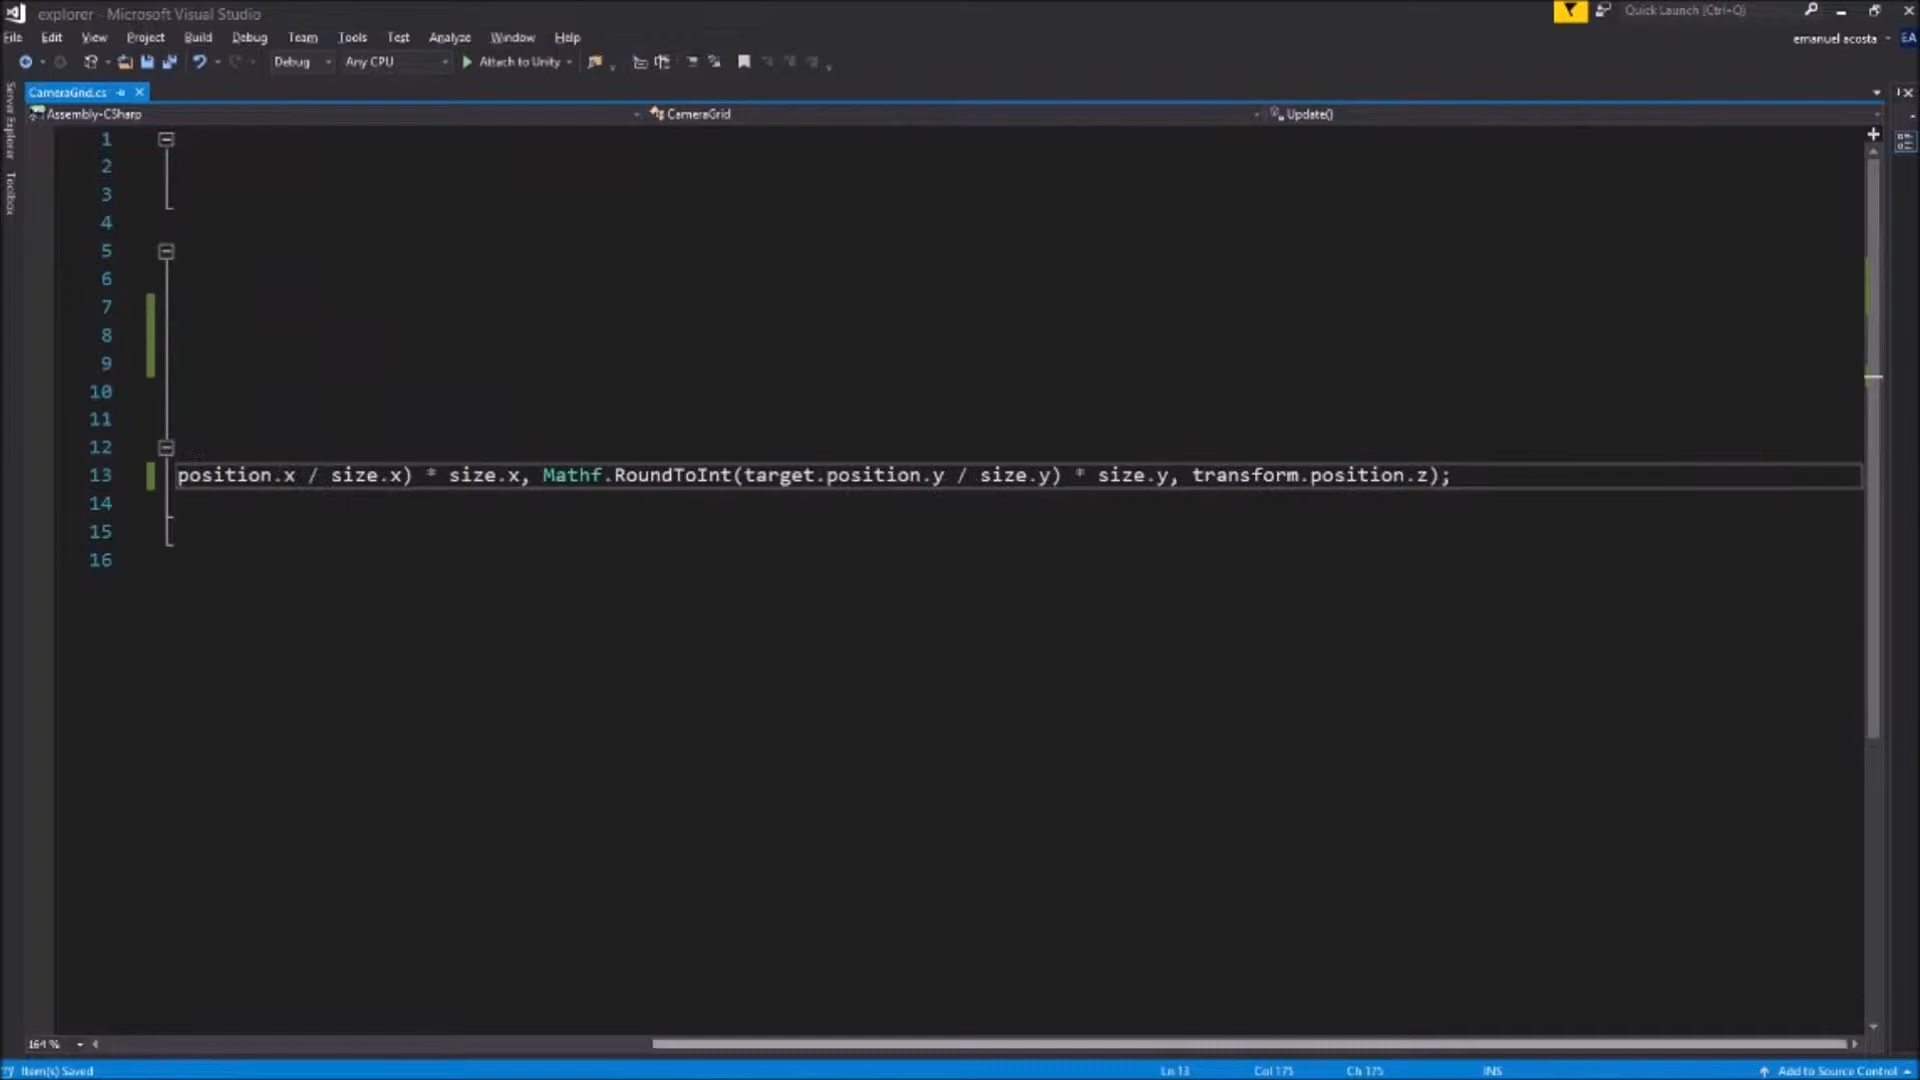 explorer - Microsoft Visual Studio
Quick Launch (Ctrl+Q)
File Edit View Project Build Debug Team Tools Test Analyze Window Help
emanuel acosta EA
Debug Any CPU Attach to Unity
CameraGrid.cs
Assembly-CSharp CameraGrid Update()
Server Explorer
Toolbox
1
2
3
4
5
6
7
8
9
10
11
12
13 position.x / size.x) * size.x, Mathf.RoundToInt(target.position.y / size.y) * size.y, transform.position.z);
14
15
16
164 %
Item(s) Saved Ln 13 Col 175 Ch 175 INS Add to Source Control